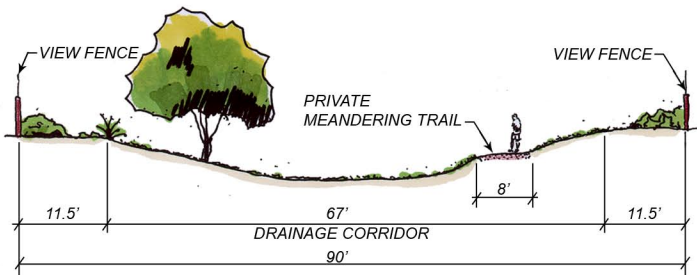 VIEW FENCE
VIEW FENCE
PRIVATE
MEANDERING TRAIL
8'
11.5'
67'
11.5'
DRAINAGE CORRIDOR
90'